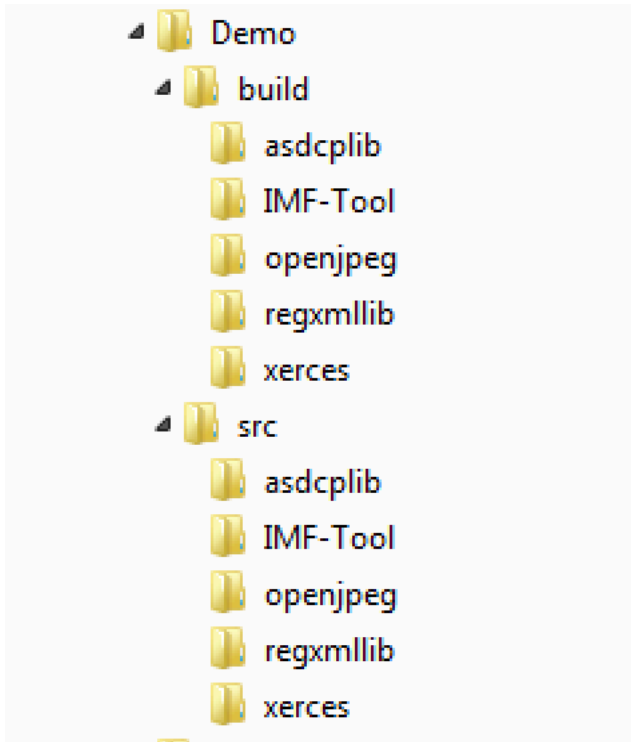 Demo
build
asdcplib
IMF-Tool
openjpeg
regxmllib
xerces
src
asdcplib
IMF-Tool
openjpeg
regxmllib
xerces